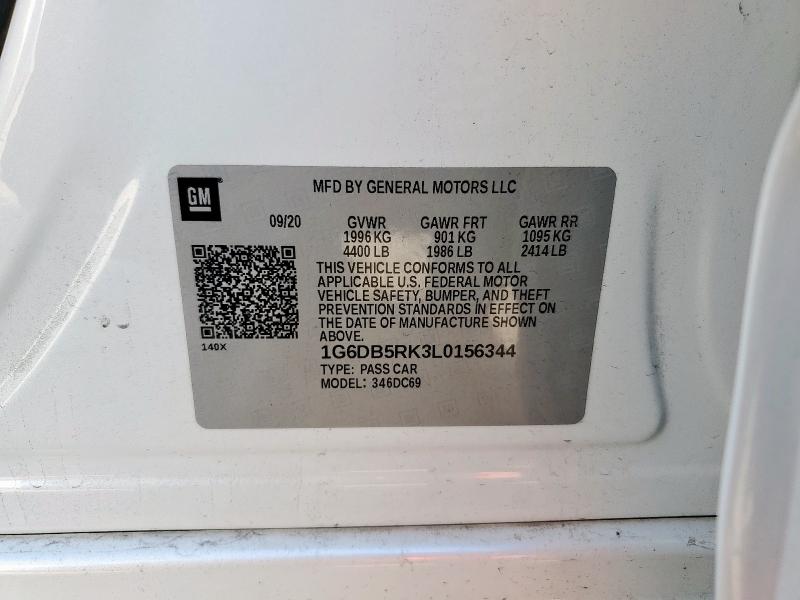 GM
MFD BY GENERAL MOTORS LLC
09/20 GVWR GAWR FRT GAWR RR
1996 KG 901 KG 1095 KG
4400 LB 1986 LB 2414 LB
THIS VEHICLE CONFORMS TO ALL
APPLICABLE U.S. FEDERAL MOTOR
VEHICLE SAFETY, BUMPER, AND THEFT
PREVENTION STANDARDS IN EFFECT ON
THE DATE OF MANUFACTURE SHOWN
ABOVE.
140X
1G6DB5RK3L0156344
TYPE: PASS CAR
MODEL: 346DC69